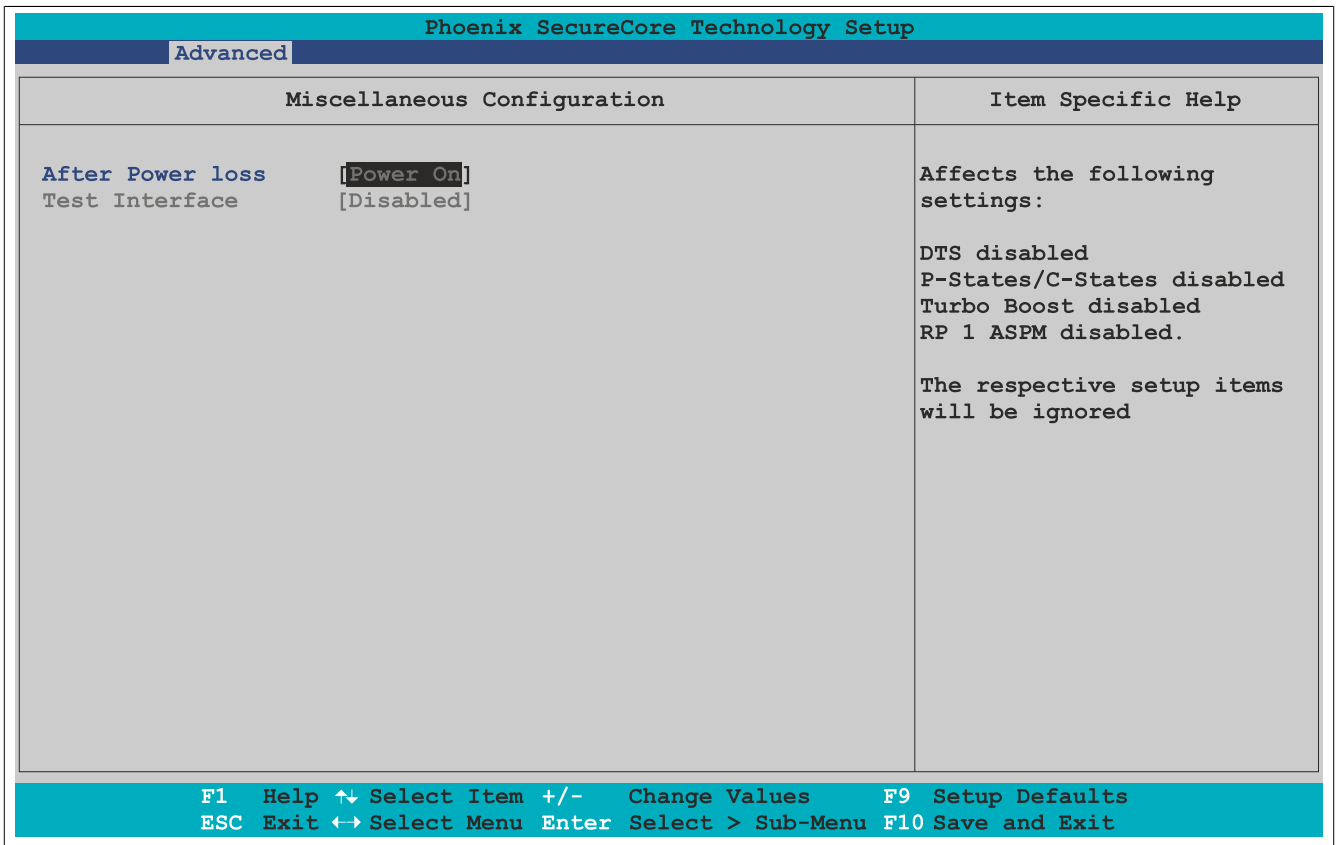 Phoenix SecureCore Technology Setup
Advanced
Miscellaneous Configuration
Item Specific Help
After Power loss [Power On]
Test Interface [Disabled]
Affects the following
settings:
DTS disabled
P-States/C-States disabled
Turbo Boost disabled
RP 1 ASPM disabled.
The respective setup items
will be ignored
F1 Help ↑↓ Select Item +/- Change Values F9 Setup Defaults
ESC Exit ←→ Select Menu Enter Select > Sub-Menu F10 Save and Exit